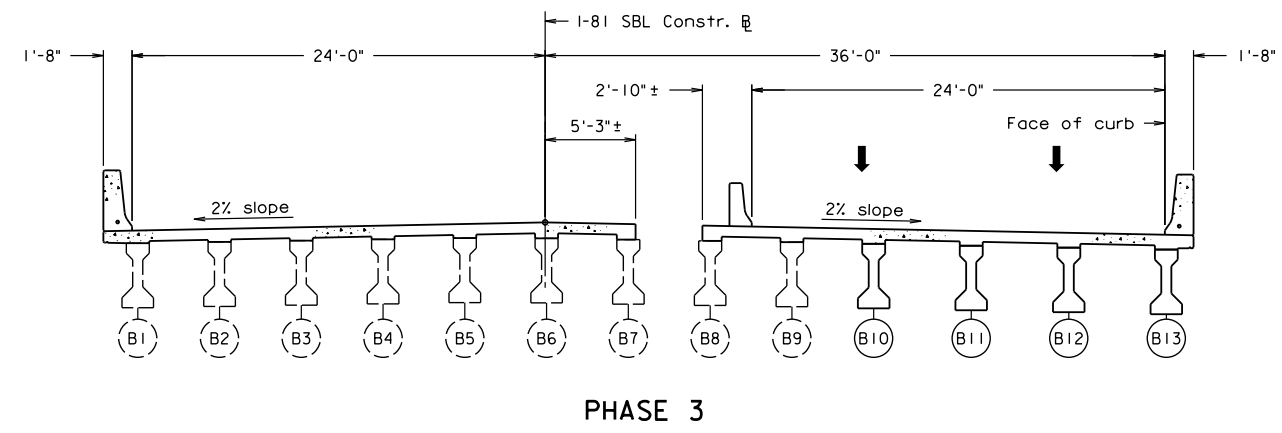 I-81 SBL Constr. BL
1'-8" 24'-0" 36'-0" 1'-8"
2'-10"± 24'-0"
5'-3"± Face of curb
2% slope 2% slope
B1 B2 B3 B4 B5 B6 B7 B8 B9 B10 B11 B12 B13
PHASE 3